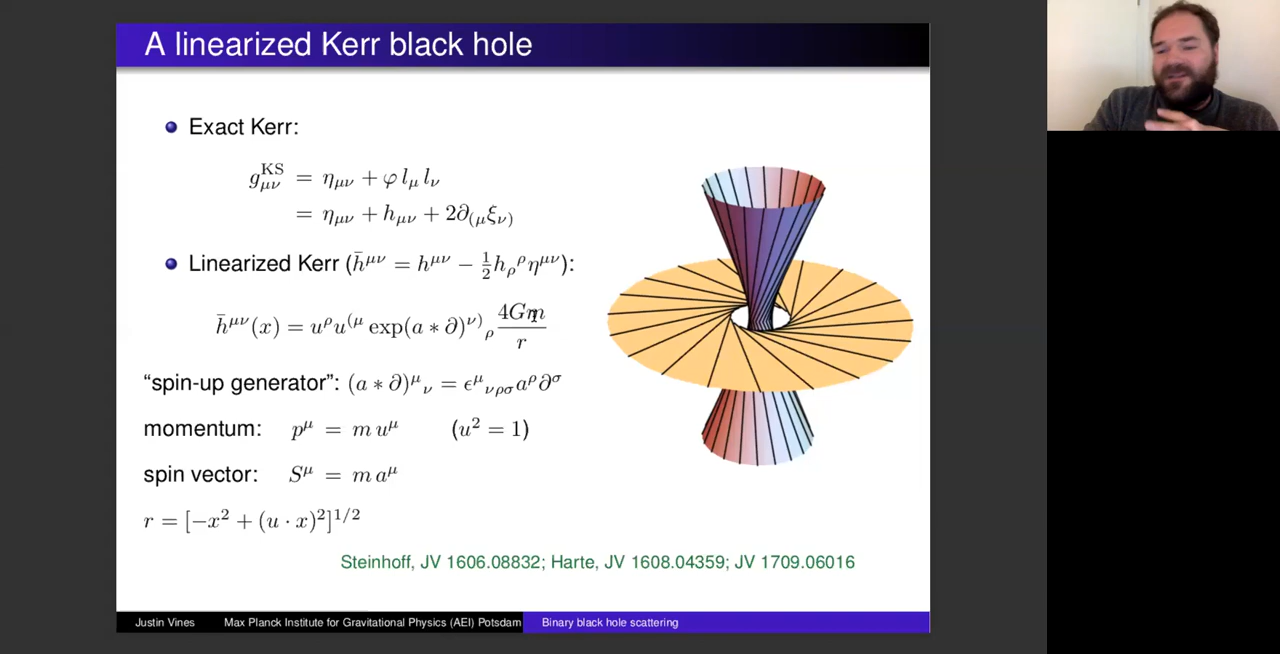 A linearized Kerr black hole
Exact Kerr:
g^{KS}_{μν} = η_{μν} + φ l_μ l_ν
= η_{μν} + h_{μν} + 2∂_{(μ}ξ_{ν)}
Linearized Kerr (h̄^{μν} = h^{μν} − ½h_ρ{}^ρ η^{μν}):
h̄^{μν}(x) = u^ρ u^{(μ} exp(a ∗ ∂)^{ν)}{}_ρ 4Gm/r
“spin-up generator”: (a ∗ ∂)^μ{}_ν = ϵ^μ{}_{νρσ} a^ρ ∂^σ
momentum: p^μ = m u^μ (u² = 1)
spin vector: S^μ = m a^μ
r = [−x² + (u · x)²]^{1/2}
Steinhoff, JV 1606.08832; Harte, JV 1608.04359; JV 1709.06016
Justin Vines Max Planck Institute for Gravitational Physics (AEI) Potsdam Binary black hole scattering